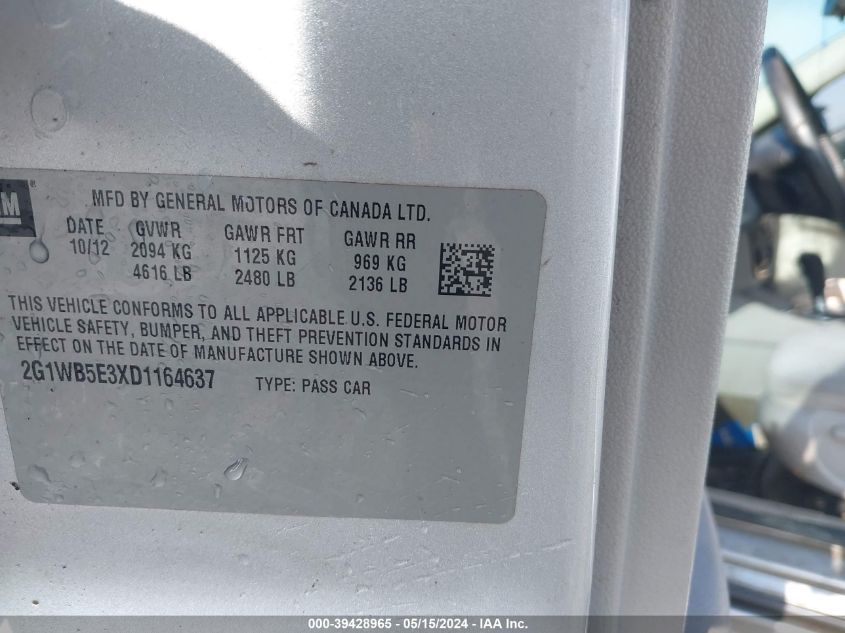 GM®
MFD BY GENERAL MOTORS OF CANADA LTD.
DATE GVWR GAWR FRT GAWR RR
10/12 2094 KG 1125 KG 969 KG
4616 LB 2480 LB 2136 LB
THIS VEHICLE CONFORMS TO ALL APPLICABLE U.S. FEDERAL MOTOR
VEHICLE SAFETY, BUMPER, AND THEFT PREVENTION STANDARDS IN
EFFECT ON THE DATE OF MANUFACTURE SHOWN ABOVE.
2G1WB5E3XD1164637 TYPE: PASS CAR
000-39428965 - 05/15/2024 - IAA Inc.